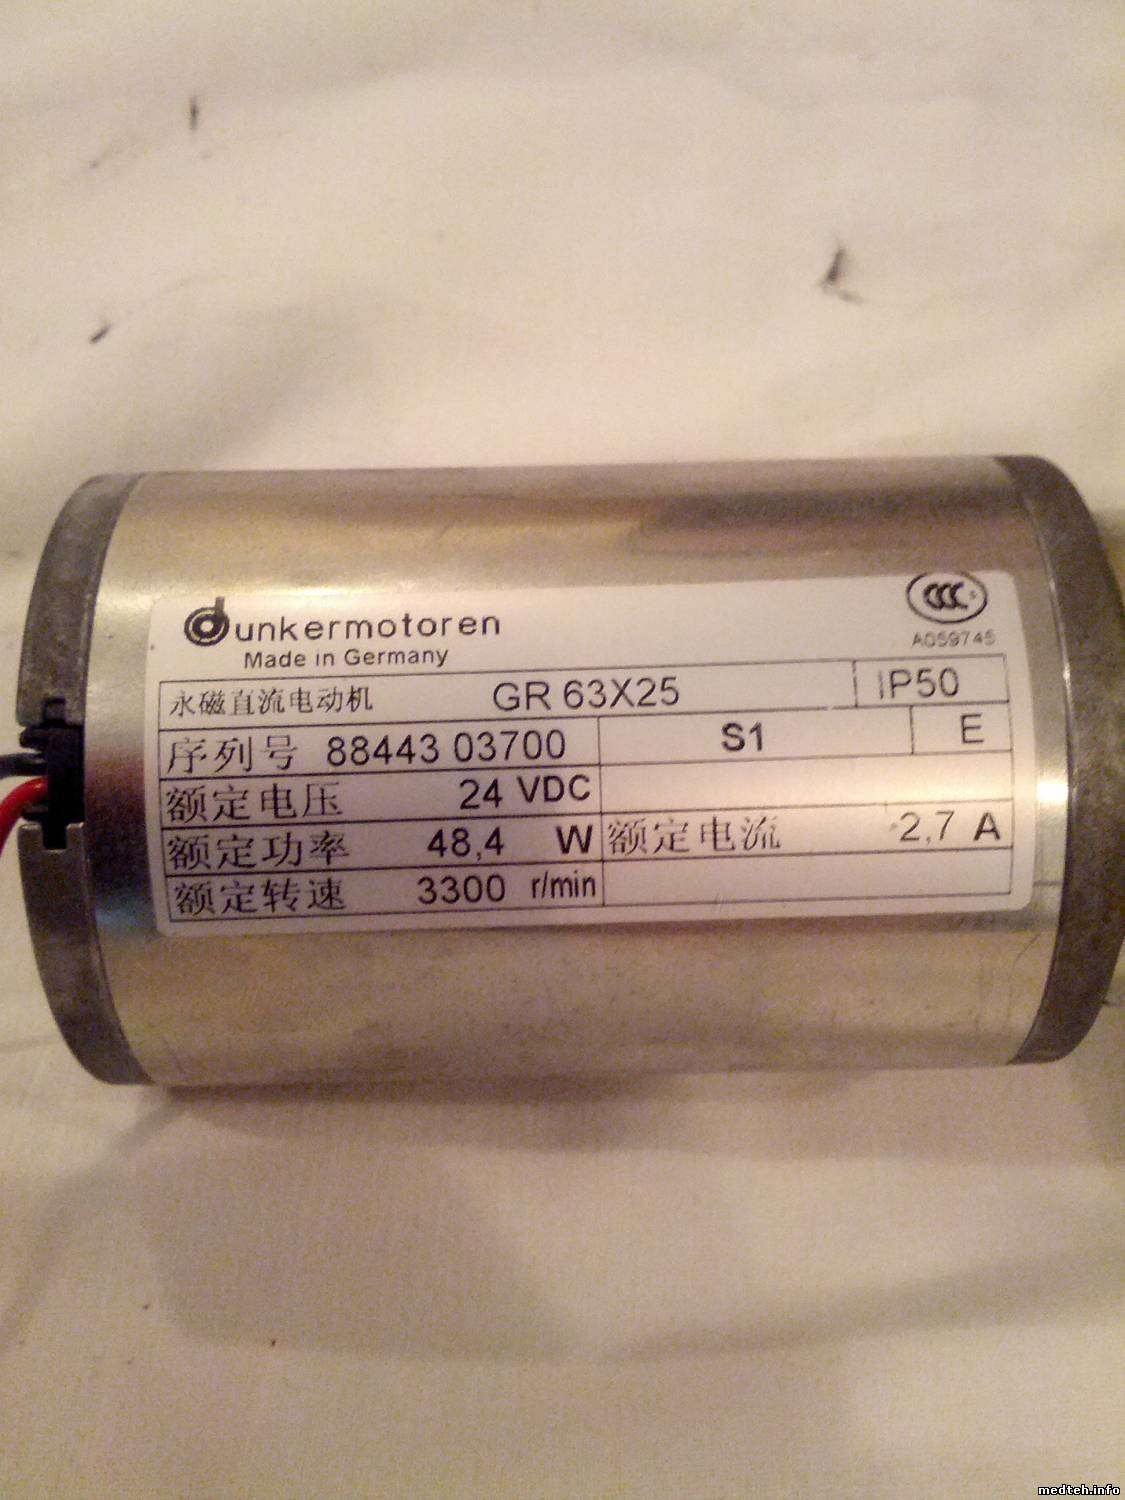 dunkermotoren
Made in Germany
CCC S
A059745
永磁直流电动机 GR 63X25 IP50
序列号 88443 03700 S1 E
额定电压 24 VDC
额定功率 48,4 W 额定电流 2,7 A
额定转速 3300 r/min
medteh.info